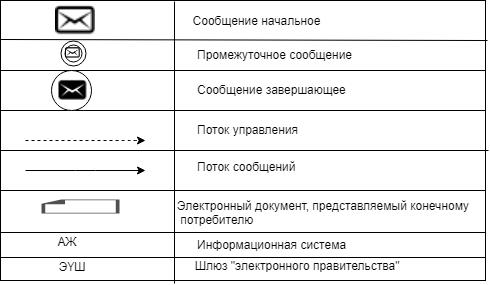 Сообщение начальное
Промежуточное сообщение
Сообщение завершающее
Поток управления
Поток сообщений
Электронный документ, представляемый конечному
потребителю
АЖ Информационная система
ЭҮШ Шлюз "электронного правительства"